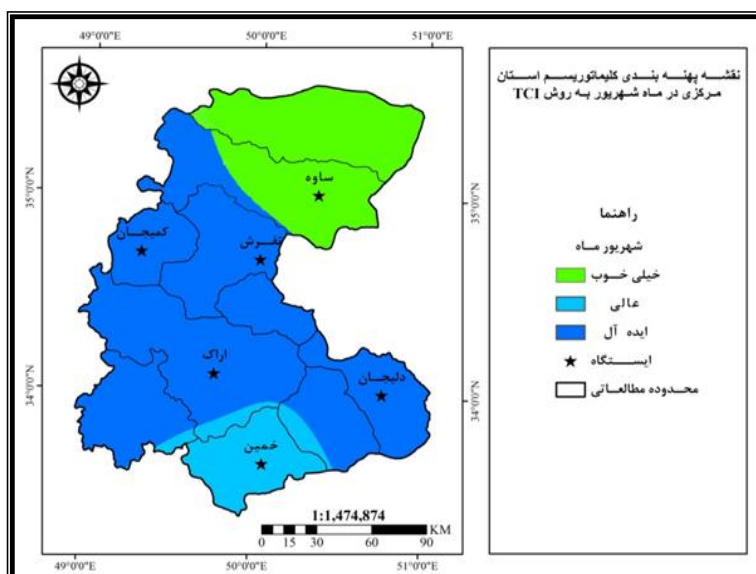 نقشه پهنه بندی کلیماتوریسم استان
مرکزی در ماه شهریور به روش TCI
راهنما
شهریور ماه
خیلی خوب
عالی
ایده آل
ایستگاه
محدوده مطالعاتی
49°0'0"E
50°0'0"E
51°0'0"E
35°0'0"N
35°0'0"N
ساوه
کمیجان
تفرش
اراک
دلیجان
خمین
34°0'0"N
34°0'0"N
1:1,474,874
KM
0 15 30 60 90
49°0'0"E
50°0'0"E
51°0'0"E